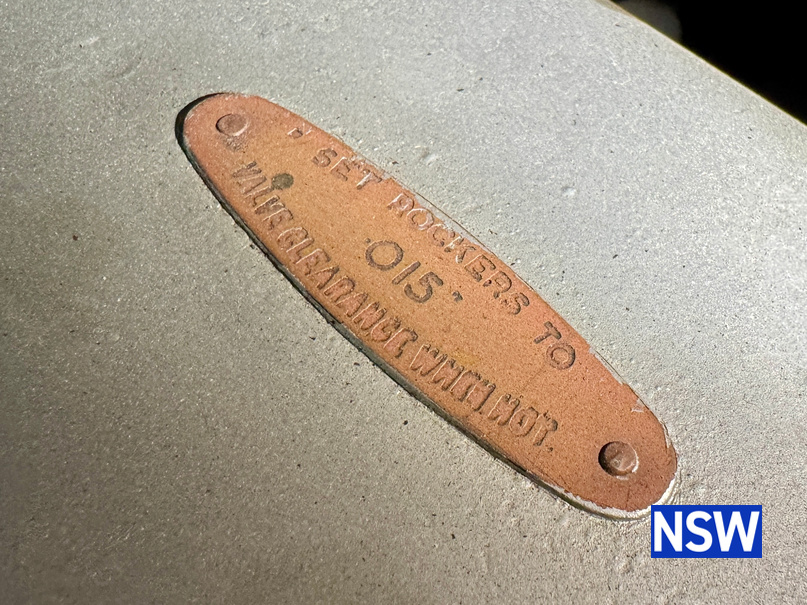 SET ROCKERS TO
.015"
VALVE CLEARANCE WHEN HOT.
NSW